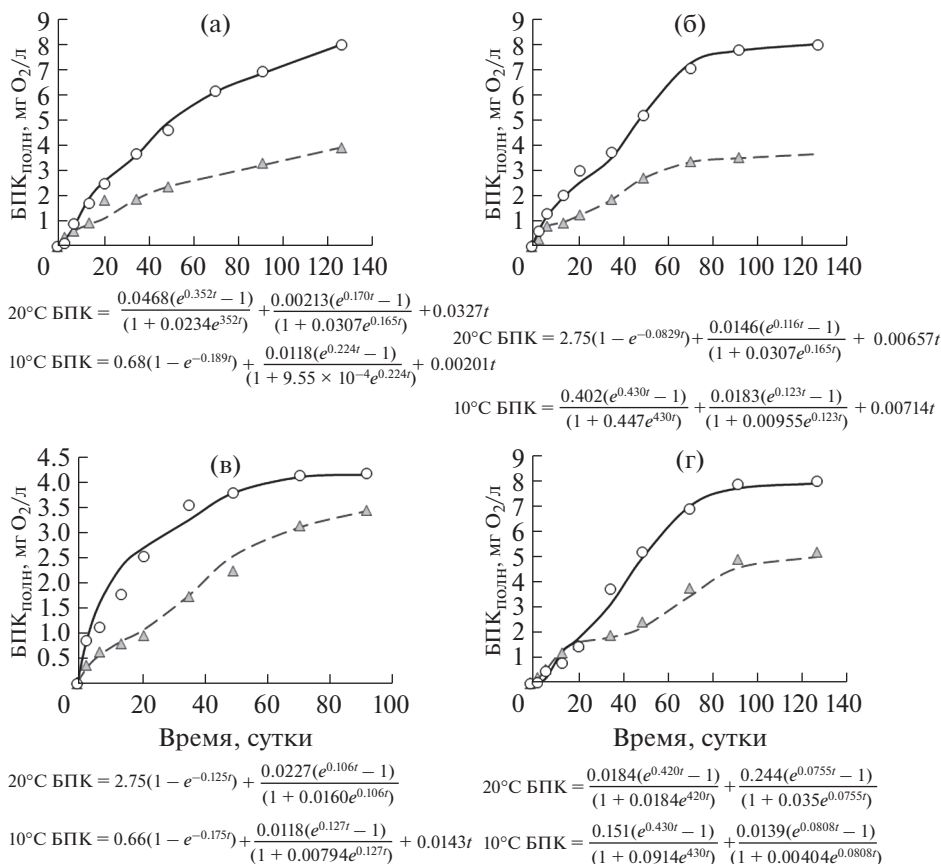 (а)
БПК_полн, мг O₂/л
9
8
7
6
5
4
3
2
1
0 20 40 60 80 100 120 140
20°C БПК = 0.0468(e^{0.352t} – 1)/(1 + 0.0234e^{352t}) + 0.00213(e^{0.170t} – 1)/(1 + 0.0307e^{0.165t}) + 0.0327t
10°C БПК = 0.68(1 – e^{–0.189t}) + 0.0118(e^{0.224t} – 1)/(1 + 9.55 × 10^{–4}e^{0.224t}) + 0.00201t
(б)
БПК_полн, мг O₂/л
9
8
7
6
5
4
3
2
1
0 20 40 60 80 100 120 140
20°C БПК = 2.75(1 – e^{–0.0829t}) + 0.0146(e^{0.116t} – 1)/(1 + 0.0307e^{0.165t}) + 0.00657t
10°C БПК = 0.402(e^{0.430t} – 1)/(1 + 0.447e^{430t}) + 0.0183(e^{0.123t} – 1)/(1 + 0.00955e^{0.123t}) + 0.00714t
(в)
БПК_полн, мг O₂/л
4.5
4.0
3.5
3.0
2.5
2.0
1.5
1.0
0.5
0 20 40 60 80 100
Время, сутки
20°C БПК = 2.75(1 – e^{–0.125t}) + 0.0227(e^{0.106t} – 1)/(1 + 0.0160e^{0.106t})
10°C БПК = 0.66(1 – e^{–0.175t}) + 0.0118(e^{0.127t} – 1)/(1 + 0.00794e^{0.127t}) + 0.0143t
(г)
БПК_полн, мг O₂/л
9
8
7
6
5
4
3
2
1
0 20 40 60 80 100 120 140
Время, сутки
20°C БПК = 0.0184(e^{0.420t} – 1)/(1 + 0.0184e^{420t}) + 0.244(e^{0.0755t} – 1)/(1 + 0.035e^{0.0755t})
10°C БПК = 0.151(e^{0.430t} – 1)/(1 + 0.0914e^{430t}) + 0.0139(e^{0.0808t} – 1)/(1 + 0.00404e^{0.0808t})